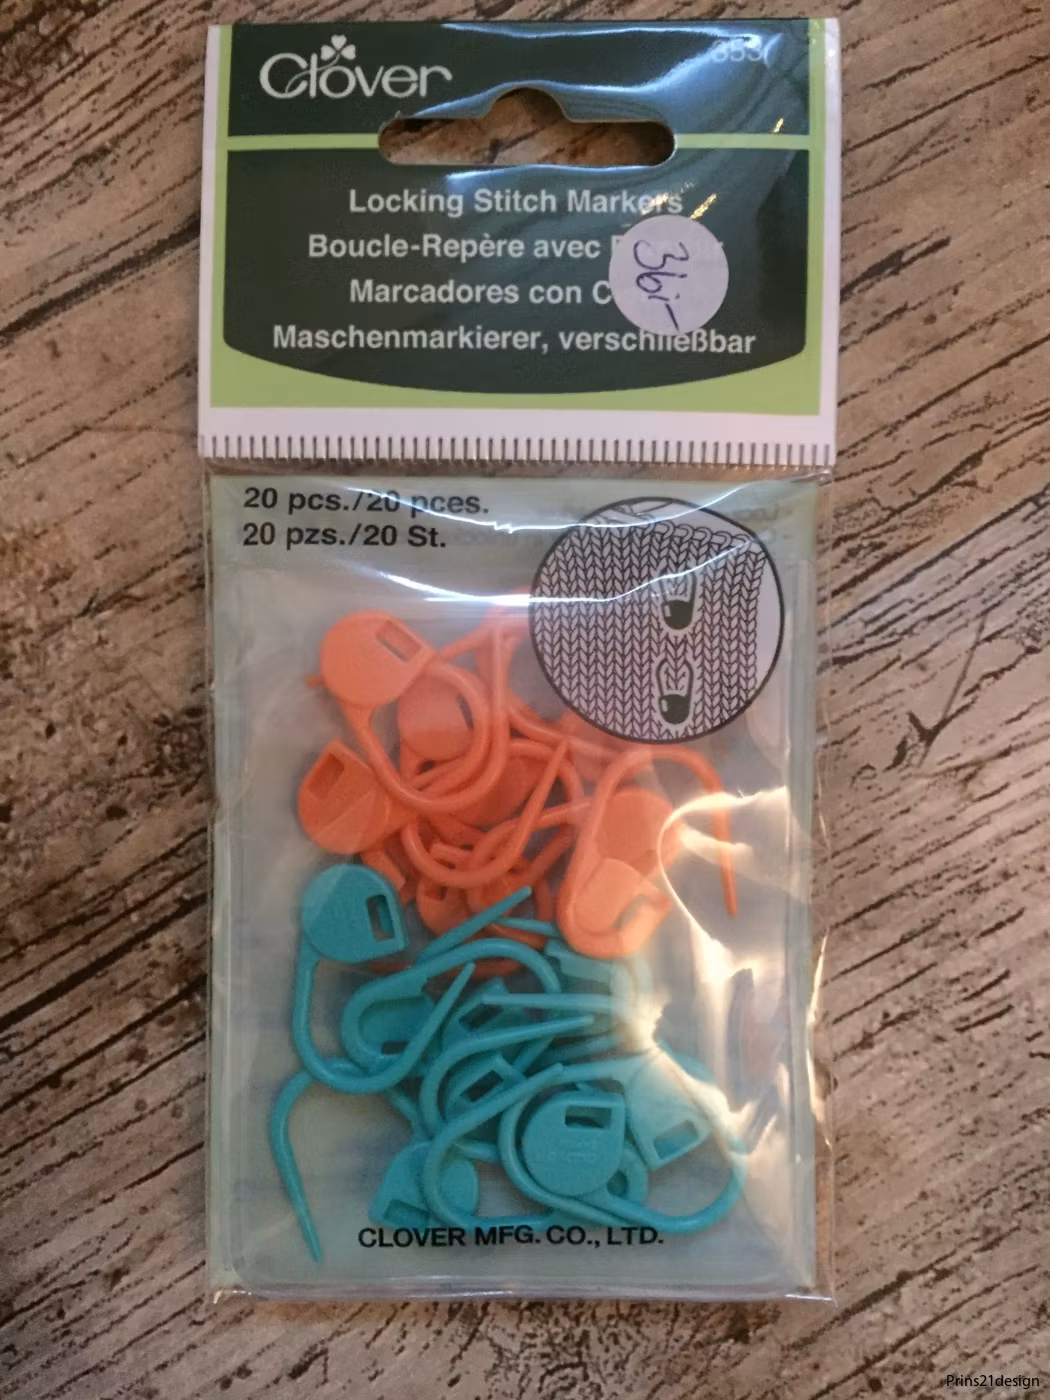 Clover
Locking Stitch Markers
Boucle-Repère avec
Marcadores con
36,-
Maschenmarkierer, verschließbar
20 pcs./20 pces.
20 pzs./20 St.
CLOVER MFG. CO., LTD.
Prins21design